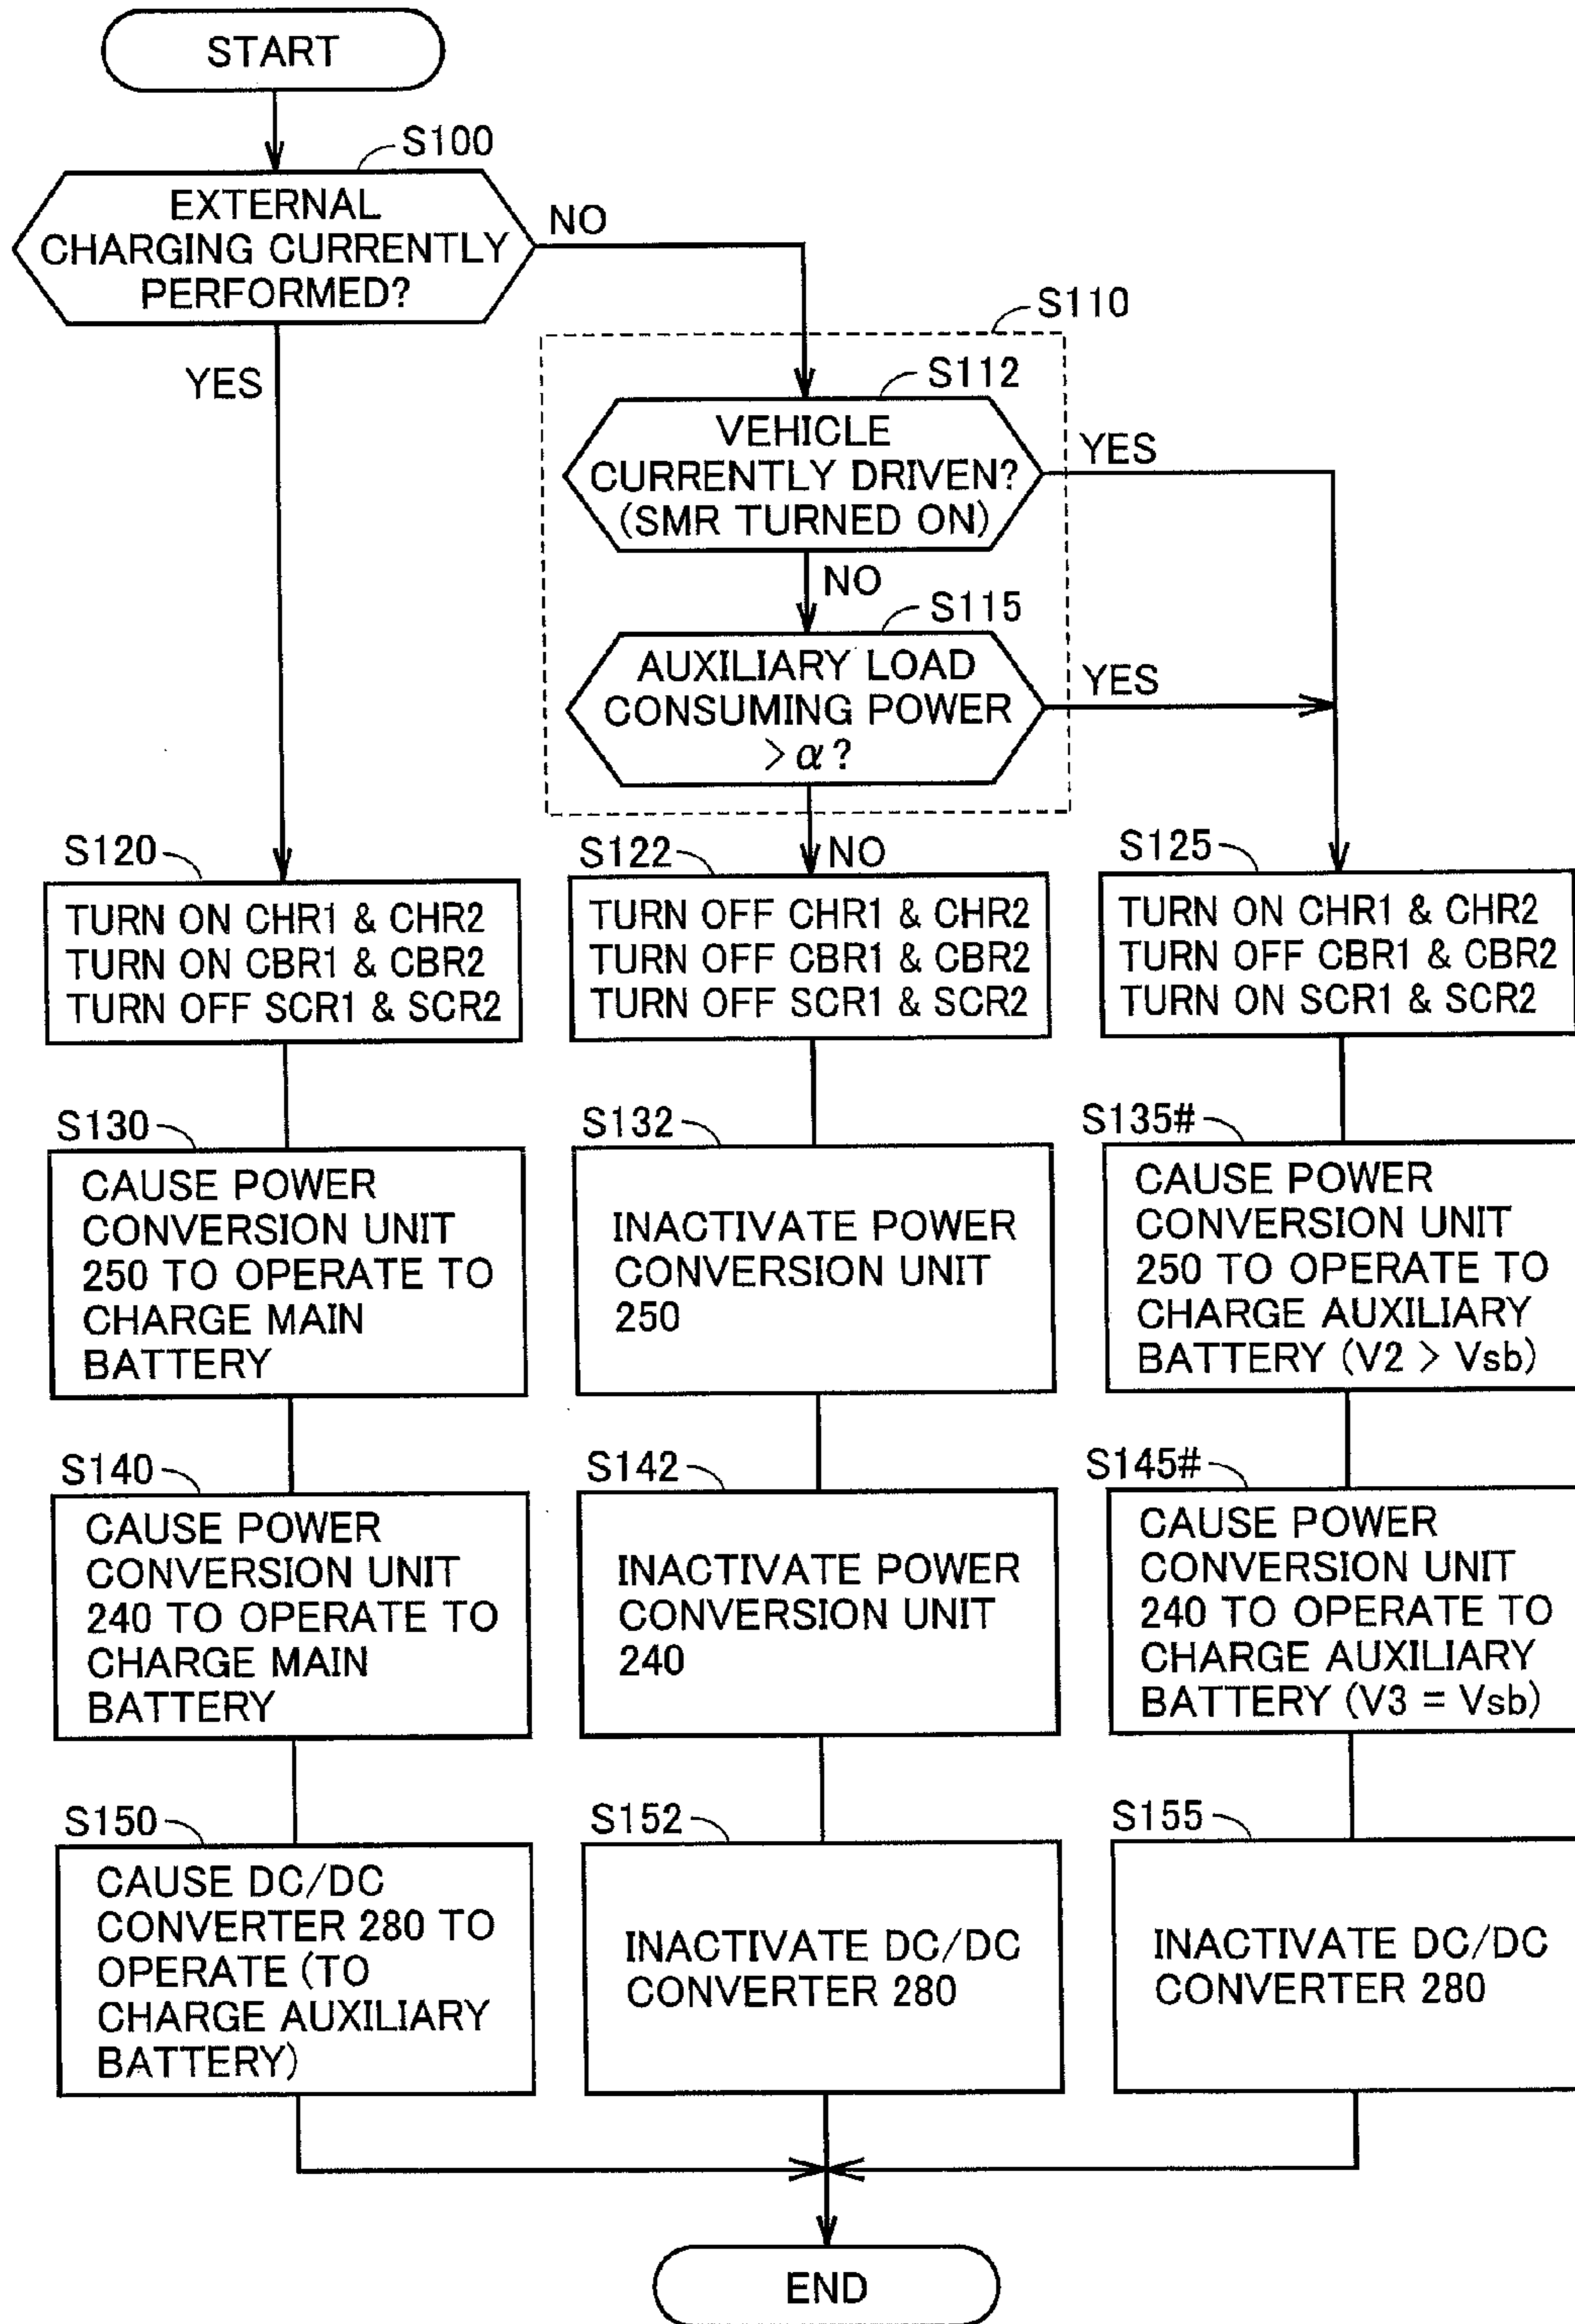 START
S100
EXTERNAL
CHARGING CURRENTLY
PERFORMED?
NO
YES
S110
S112
VEHICLE
CURRENTLY DRIVEN?
(SMR TURNED ON)
YES
NO
S115
AUXILIARY LOAD
CONSUMING POWER
> α ?
YES
NO
S120
TURN ON CHR1 & CHR2
TURN ON CBR1 & CBR2
TURN OFF SCR1 & SCR2
S122
TURN OFF CHR1 & CHR2
TURN OFF CBR1 & CBR2
TURN OFF SCR1 & SCR2
S125
TURN ON CHR1 & CHR2
TURN OFF CBR1 & CBR2
TURN ON SCR1 & SCR2
S130
CAUSE POWER
CONVERSION UNIT
250 TO OPERATE TO
CHARGE MAIN
BATTERY
S132
INACTIVATE POWER
CONVERSION UNIT
250
S135#
CAUSE POWER
CONVERSION UNIT
250 TO OPERATE TO
CHARGE AUXILIARY
BATTERY (V2 > Vsb)
S140
CAUSE POWER
CONVERSION UNIT
240 TO OPERATE TO
CHARGE MAIN
BATTERY
S142
INACTIVATE POWER
CONVERSION UNIT
240
S145#
CAUSE POWER
CONVERSION UNIT
240 TO OPERATE TO
CHARGE AUXILIARY
BATTERY (V3 = Vsb)
S150
CAUSE DC/DC
CONVERTER 280 TO
OPERATE (TO
CHARGE AUXILIARY
BATTERY)
S152
INACTIVATE DC/DC
CONVERTER 280
S155
INACTIVATE DC/DC
CONVERTER 280
END